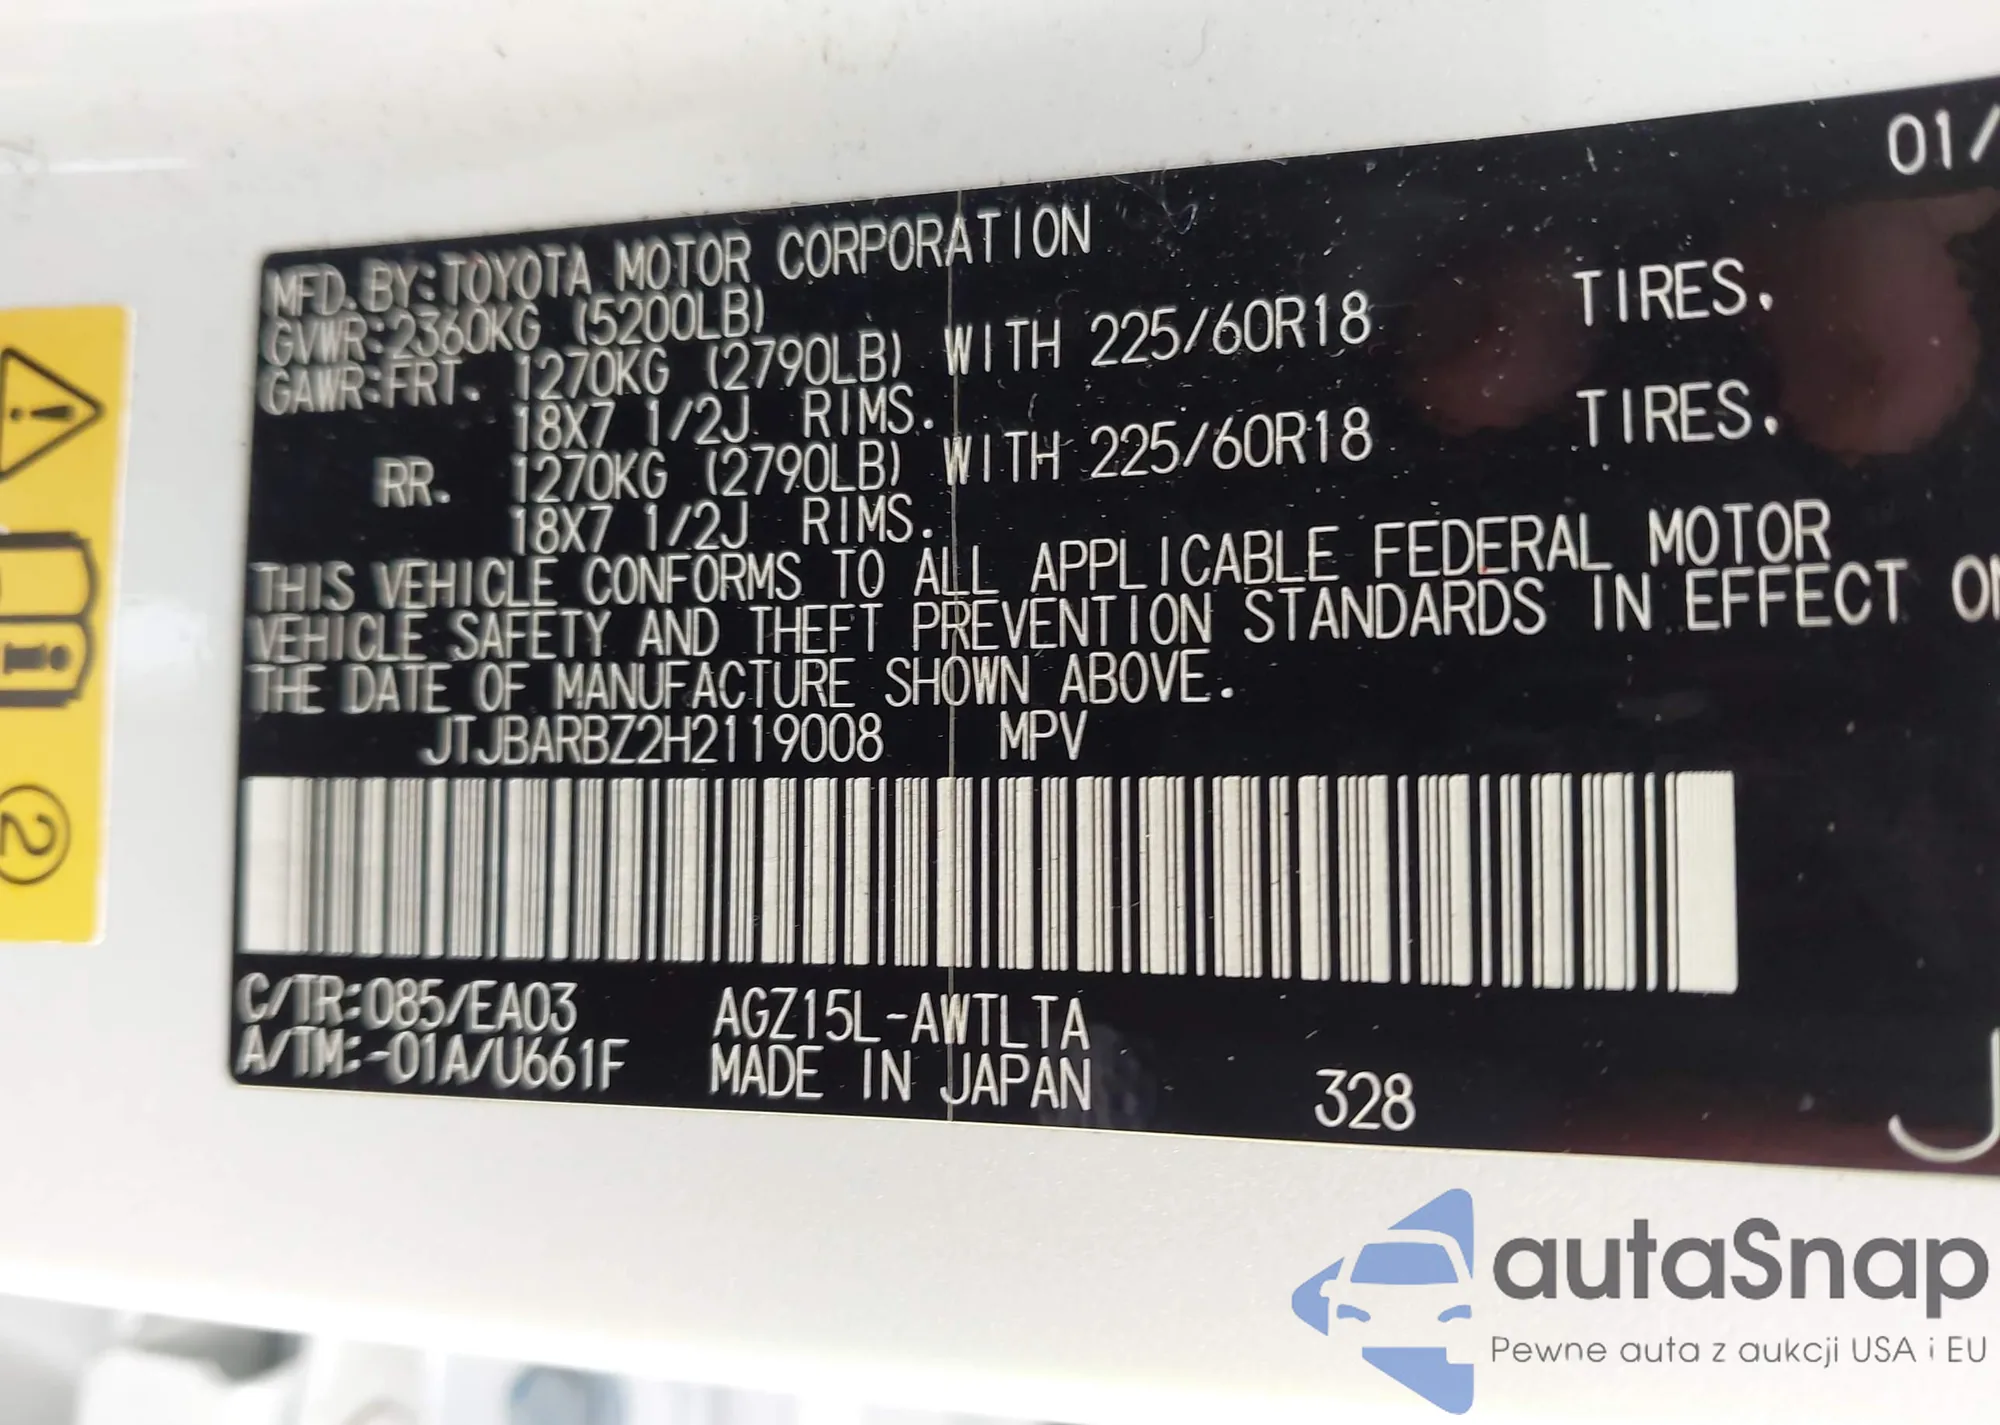 01/
MFD. BY: TOYOTA MOTOR CORPORATION
GVWR: 2360KG (5200LB)
GAWR: FRT. 1270KG (2790LB) WITH 225/60R18 TIRES,
18X7 1/2J RIMS.
RR. 1270KG (2790LB) WITH 225/60R18 TIRES,
18X7 1/2J RIMS.
THIS VEHICLE CONFORMS TO ALL APPLICABLE FEDERAL MOTOR
VEHICLE SAFETY AND THEFT PREVENTION STANDARDS IN EFFECT ON
THE DATE OF MANUFACTURE SHOWN ABOVE.
JTJBARBZ2H2119008 MPV
C/TR: 085/EA03 AGZ15L-AWTLTA
A/TM: -01A/U661F MADE IN JAPAN 328
J
2
autaSnap
Pewne auta z aukcji USA i EU